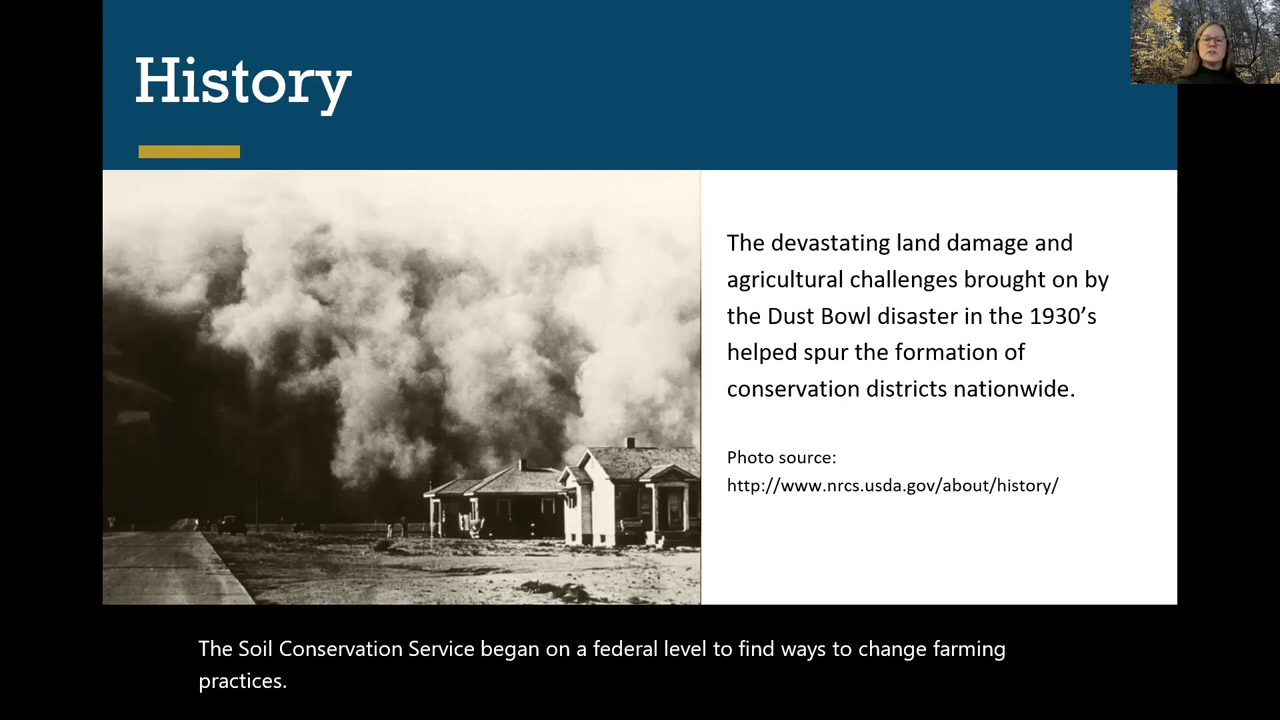 History
The devastating land damage and
agricultural challenges brought on by
the Dust Bowl disaster in the 1930’s
helped spur the formation of
conservation districts nationwide.
Photo source:
http://www.nrcs.usda.gov/about/history/
The Soil Conservation Service began on a federal level to find ways to change farming
practices.